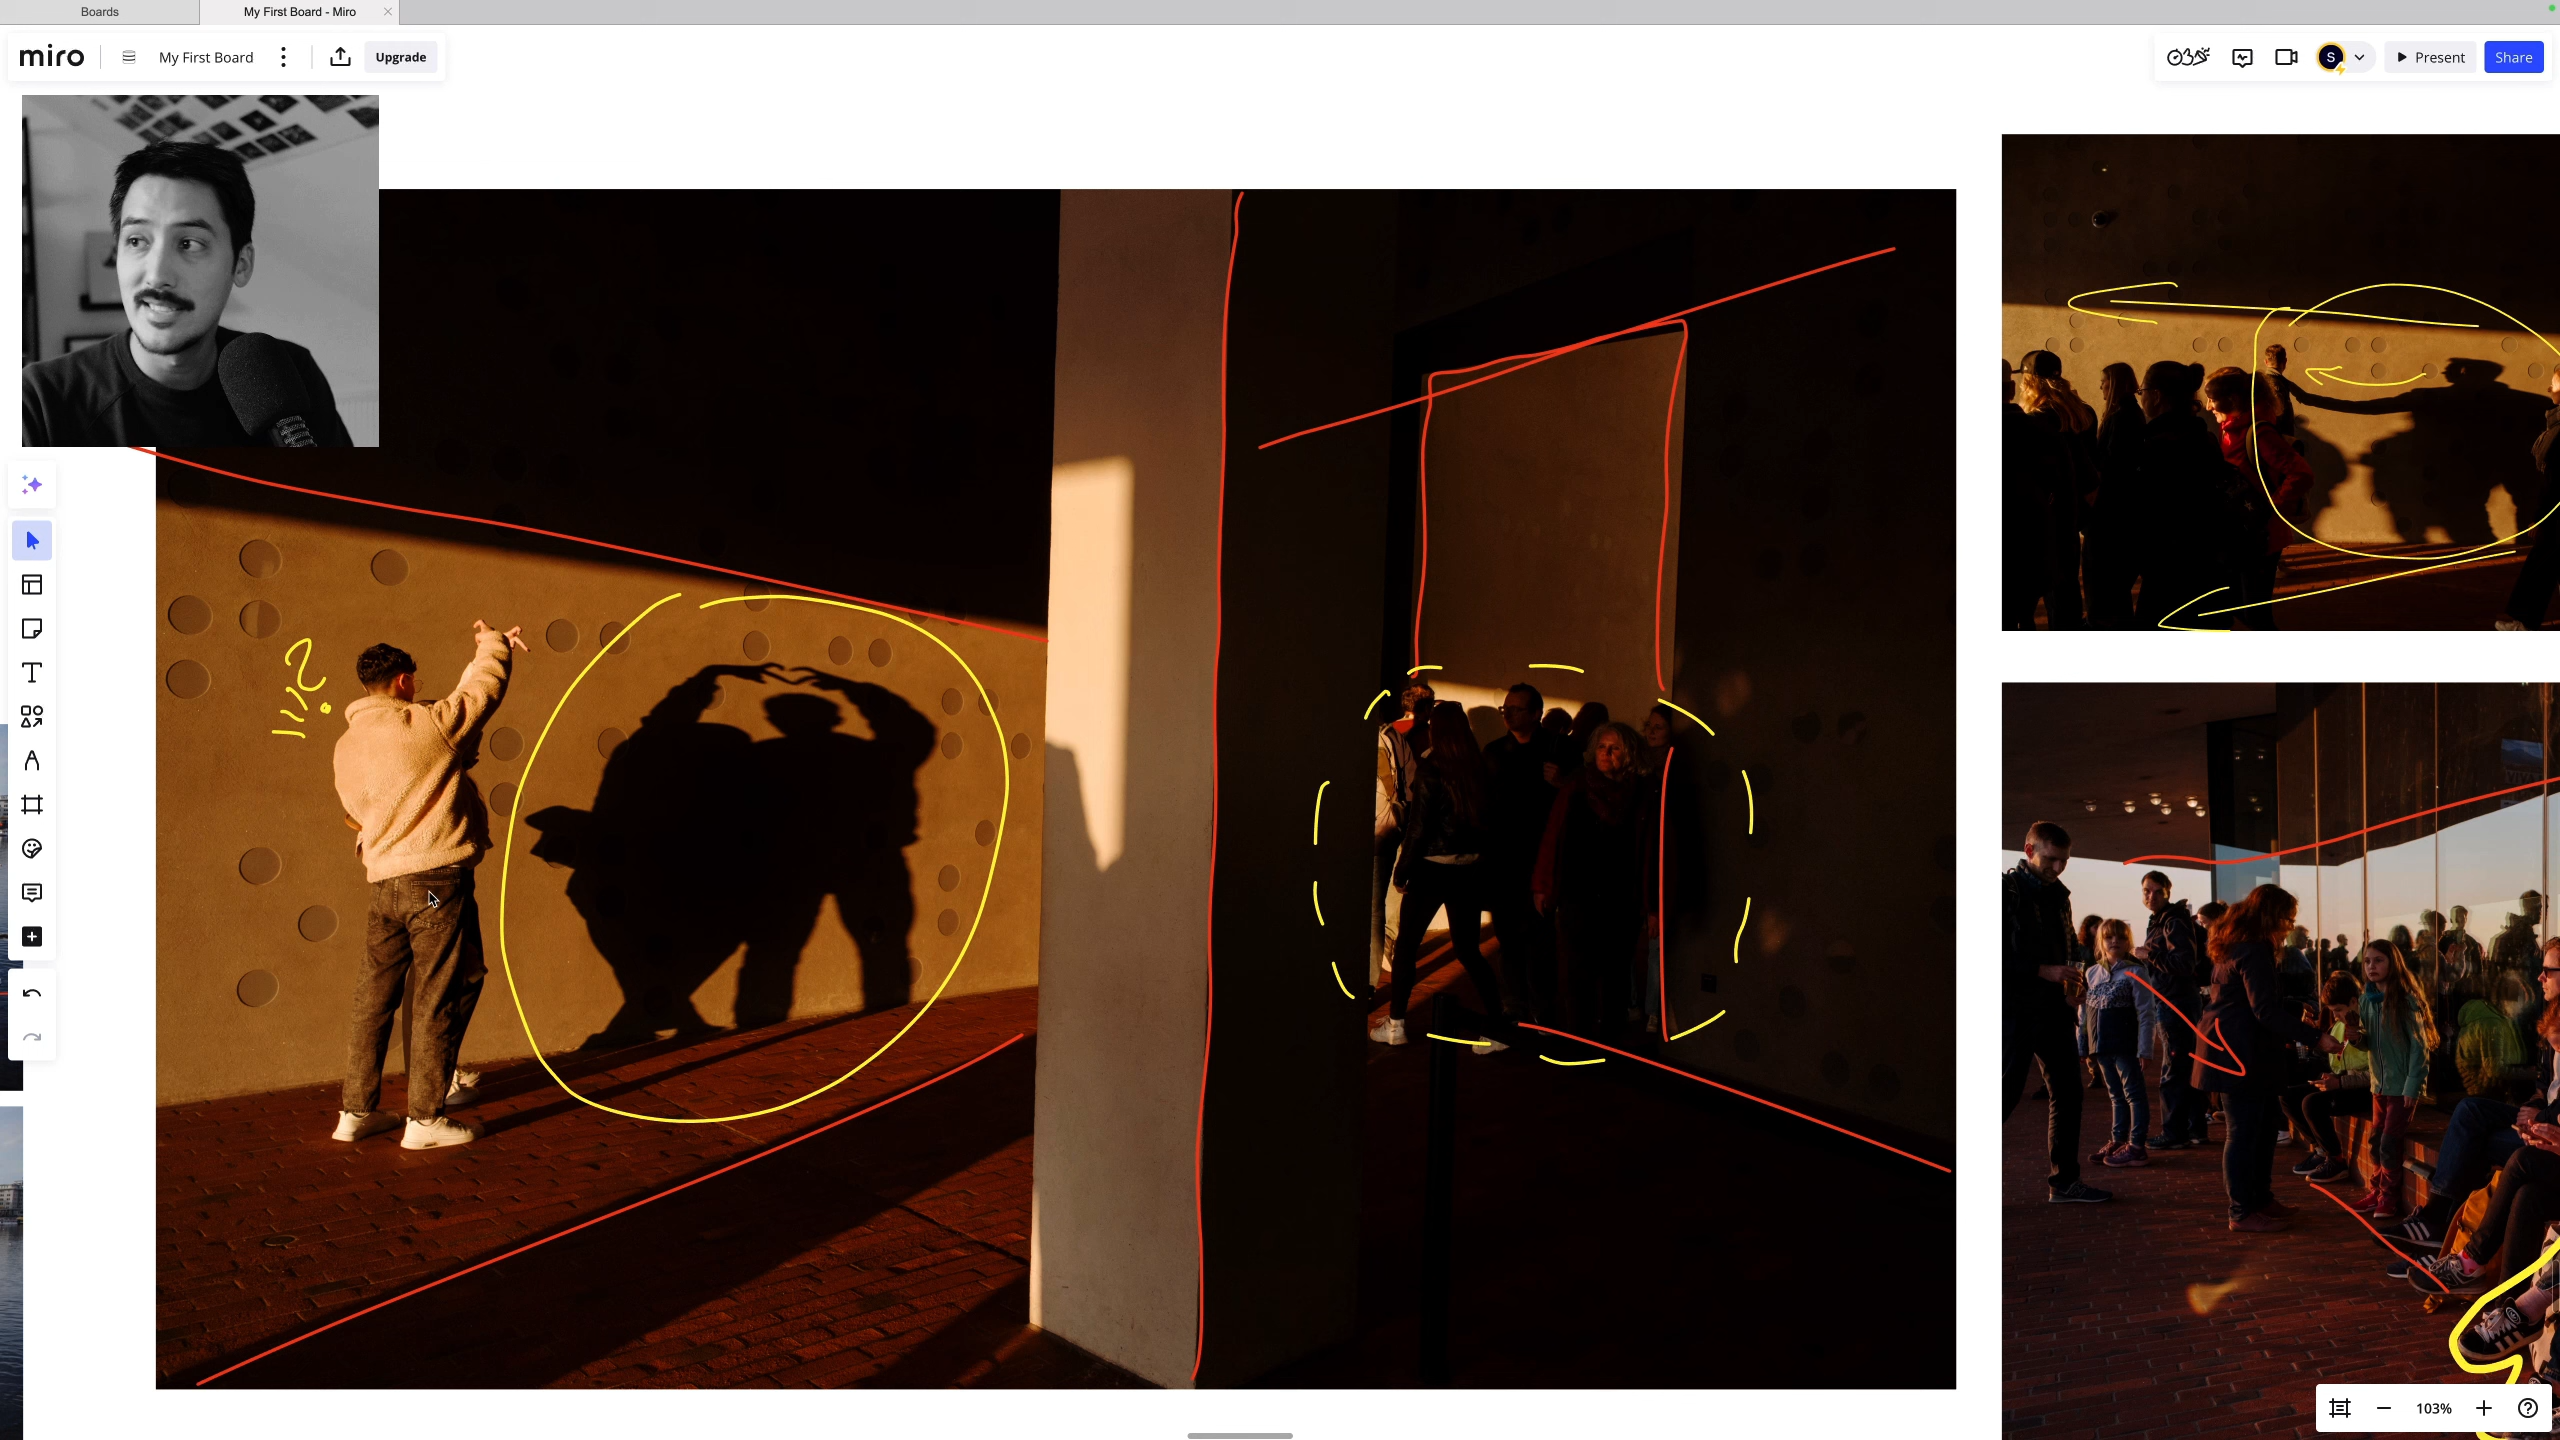 Boards
My First Board - Miro
miro
My First Board
Upgrade
S
Present
Share
!!!?
103%